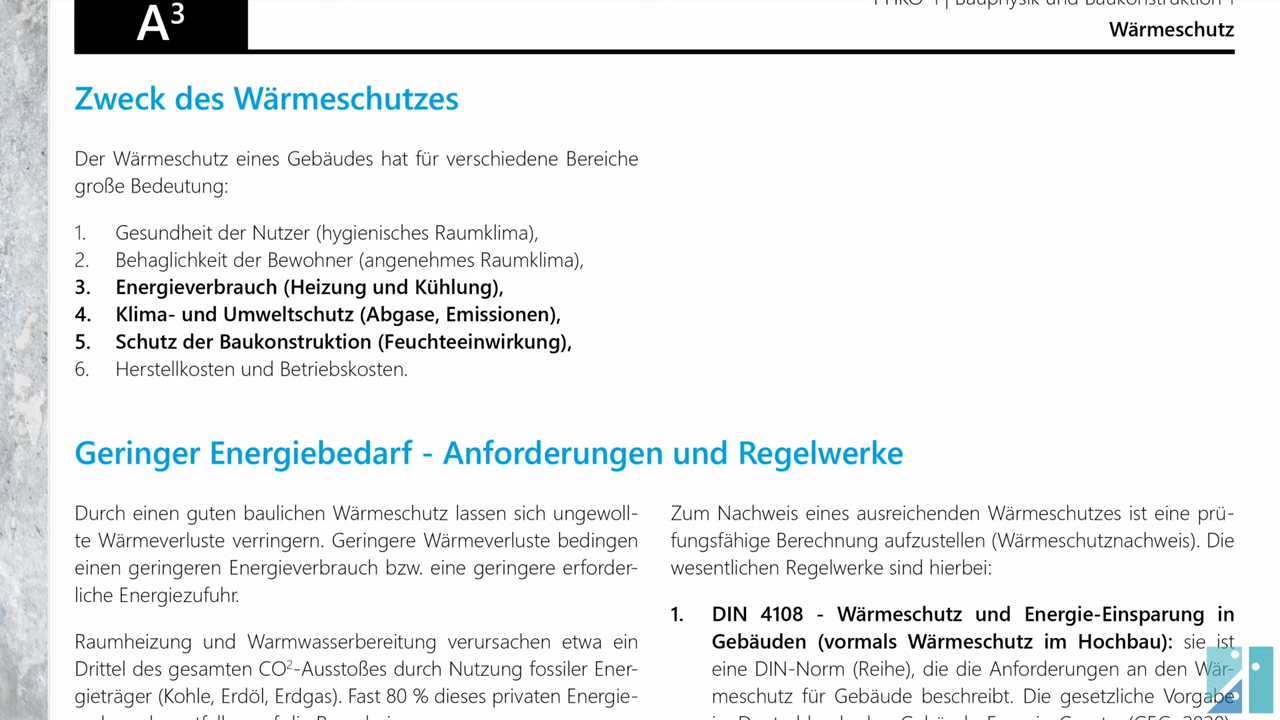 A³
Bauphysik und Baukonstruktion 1
Wärmeschutz
Zweck des Wärmeschutzes
Der Wärmeschutz eines Gebäudes hat für verschiedene Bereiche
große Bedeutung:
1. Gesundheit der Nutzer (hygienisches Raumklima),
2. Behaglichkeit der Bewohner (angenehmes Raumklima),
3. Energieverbrauch (Heizung und Kühlung),
4. Klima- und Umweltschutz (Abgase, Emissionen),
5. Schutz der Baukonstruktion (Feuchteeinwirkung),
6. Herstellkosten und Betriebskosten.
Geringer Energiebedarf - Anforderungen und Regelwerke
Durch einen guten baulichen Wärmeschutz lassen sich ungewoll-
te Wärmeverluste verringern. Geringere Wärmeverluste bedingen
einen geringeren Energieverbrauch bzw. eine geringere erforder-
liche Energiezufuhr.
Raumheizung und Warmwasserbereitung verursachen etwa ein
Drittel des gesamten CO²-Ausstoßes durch Nutzung fossiler Ener-
gieträger (Kohle, Erdöl, Erdgas). Fast 80 % dieses privaten Energie-
Zum Nachweis eines ausreichenden Wärmeschutzes ist eine prü-
fungsfähige Berechnung aufzustellen (Wärmeschutznachweis). Die
wesentlichen Regelwerke sind hierbei:
1. DIN 4108 - Wärmeschutz und Energie-Einsparung in
Gebäuden (vormals Wärmeschutz im Hochbau): sie ist
eine DIN-Norm (Reihe), die die Anforderungen an den Wär-
meschutz für Gebäude beschreibt. Die gesetzliche Vorgabe